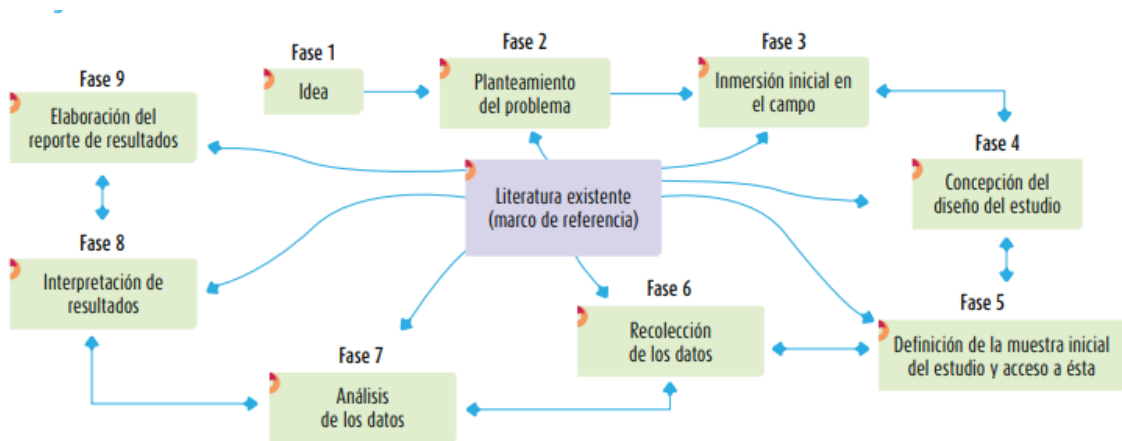 Fase 1
Idea
Fase 2
Planteamiento
del problema
Fase 3
Inmersión inicial en
el campo
Fase 4
Concepción del
diseño del estudio
Fase 5
Definición de la muestra inicial
del estudio y acceso a ésta
Fase 6
Recolección
de los datos
Fase 7
Análisis
de los datos
Fase 8
Interpretación de
resultados
Fase 9
Elaboración del
reporte de resultados
Literatura existente
(marco de referencia)